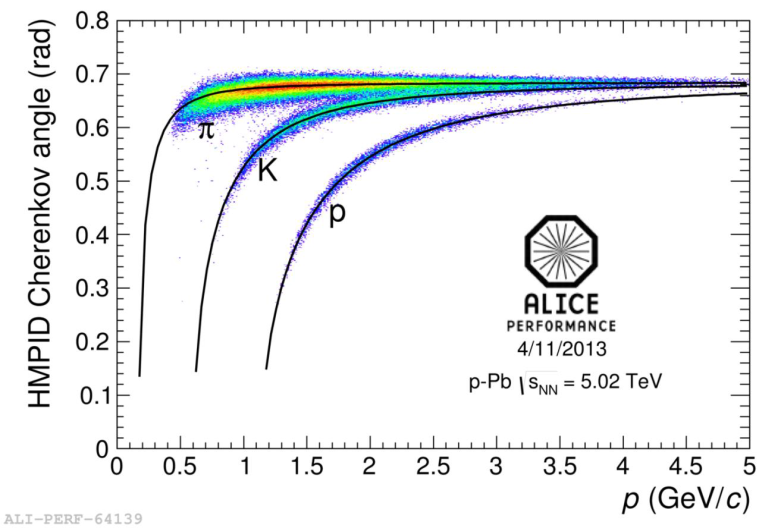 HMPID Cherenkov angle (rad)
0.8
0.7
0.6
0.5
0.4
0.3
0.2
0.1
0
π
K
p
ALICE
PERFORMANCE
4/11/2013
p-Pb √sNN = 5.02 TeV
0 0.5 1 1.5 2 2.5 3 3.5 4 4.5 5
p (GeV/c)
ALI-PERF-64139